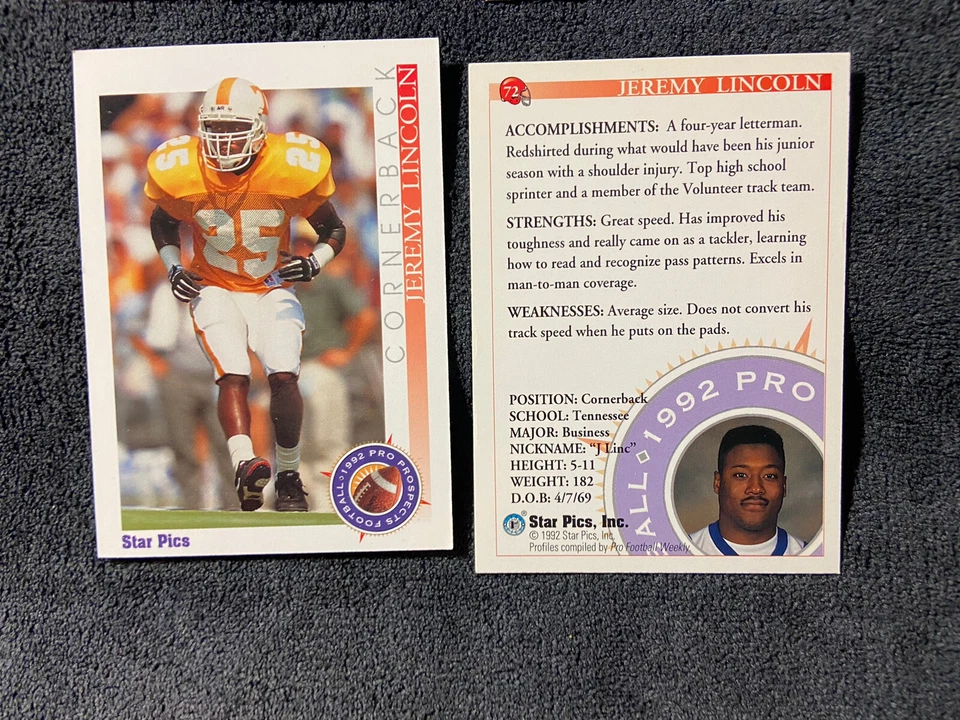 25
25
25
CORNERBACK
JEREMY LINCOLN
1992 PRO PROSPECTS FOOTBALL
Star Pics
72
JEREMY LINCOLN
ACCOMPLISHMENTS: A four-year letterman.
Redshirted during what would have been his junior
season with a shoulder injury. Top high school
sprinter and a member of the Volunteer track team.
STRENGTHS: Great speed. Has improved his
toughness and really came on as a tackler, learning
how to read and recognize pass patterns. Excels in
man-to-man coverage.
WEAKNESSES: Average size. Does not convert his
track speed when he puts on the pads.
POSITION: Cornerback
SCHOOL: Tennessee
MAJOR: Business
NICKNAME: “J Linc”
HEIGHT: 5-11
WEIGHT: 182
D.O.B: 4/7/69
ALL 1992 PRO
® Star Pics, Inc.
© 1992 Star Pics, Inc.
Profiles compiled by Pro Football Weekly.